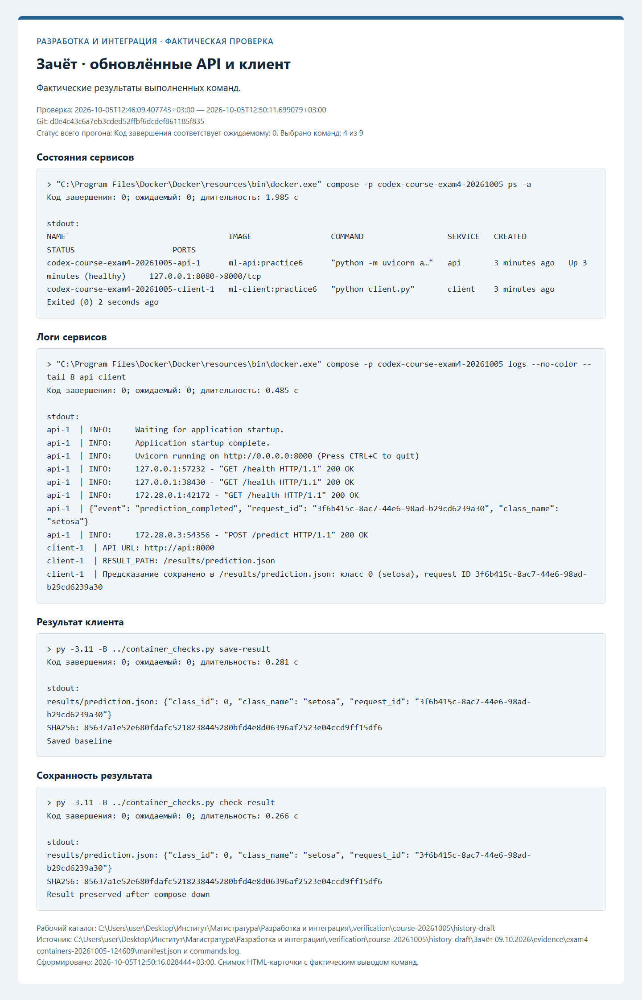 РАЗРАБОТКА И ИНТЕГРАЦИЯ · ФАКТИЧЕСКАЯ ПРОВЕРКА
Зачёт · обновлённые API и клиент
Фактические результаты выполненных команд.
Проверка: 2026-10-05T12:46:09.407743+03:00 — 2026-10-05T12:50:11.699079+03:00
Git: d0e4c43c6a7eb3cded52ffbf6dcdef861185f835
Статус всего прогона: Код завершения соответствует ожидаемому: 0. Выбрано команд: 4 из 9
Состояния сервисов
> "C:\Program Files\Docker\Docker\resources\bin\docker.exe" compose -p codex-course-exam4-20261005 ps -a
Код завершения: 0; ожидаемый: 0; длительность: 1.985 с
stdout:
NAME                                   IMAGE                 COMMAND                  SERVICE   CREATED
STATUS                     PORTS
codex-course-exam4-20261005-api-1      ml-api:practice6      "python -m uvicorn a…"   api       3 minutes ago   Up 3
minutes (healthy)     127.0.0.1:8080->8000/tcp
codex-course-exam4-20261005-client-1   ml-client:practice6   "python client.py"       client    3 minutes ago
Exited (0) 2 seconds ago
Логи сервисов
> "C:\Program Files\Docker\Docker\resources\bin\docker.exe" compose -p codex-course-exam4-20261005 logs --no-color --
tail 8 api client
Код завершения: 0; ожидаемый: 0; длительность: 0.485 с
stdout:
api-1  | INFO:     Waiting for application startup.
api-1  | INFO:     Application startup complete.
api-1  | INFO:     Uvicorn running on http://0.0.0.0:8000 (Press CTRL+C to quit)
api-1  | INFO:     127.0.0.1:57232 - "GET /health HTTP/1.1" 200 OK
api-1  | INFO:     127.0.0.1:38430 - "GET /health HTTP/1.1" 200 OK
api-1  | INFO:     172.28.0.1:42172 - "GET /health HTTP/1.1" 200 OK
api-1  | {"event": "prediction_completed", "request_id": "3f6b415c-8ac7-44e6-98ad-b29cd6239a30", "class_name":
"setosa"}
api-1  | INFO:     172.28.0.3:54356 - "POST /predict HTTP/1.1" 200 OK
client-1  | API_URL: http://api:8000
client-1  | RESULT_PATH: /results/prediction.json
client-1  | Предсказание сохранено в /results/prediction.json: класс 0 (setosa), request ID 3f6b415c-8ac7-44e6-98ad-
b29cd6239a30
Результат клиента
> py -3.11 -B ../container_checks.py save-result
Код завершения: 0; ожидаемый: 0; длительность: 0.281 с
stdout:
results/prediction.json: {"class_id": 0, "class_name": "setosa", "request_id": "3f6b415c-8ac7-44e6-98ad-
b29cd6239a30"}
SHA256: 85637a1e52e680fdafc5218238445280bfd4e8d06396af2523e04ccd9ff15df6
Saved baseline
Сохранность результата
> py -3.11 -B ../container_checks.py check-result
Код завершения: 0; ожидаемый: 0; длительность: 0.266 с
stdout:
results/prediction.json: {"class_id": 0, "class_name": "setosa", "request_id": "3f6b415c-8ac7-44e6-98ad-
b29cd6239a30"}
SHA256: 85637a1e52e680fdafc5218238445280bfd4e8d06396af2523e04ccd9ff15df6
Result preserved after compose down
Рабочий каталог: C:\Users\user\Desktop\Институт\Магистратура\Разработка и интеграция\.verification\course-20261005\history-draft
Источник: C:\Users\user\Desktop\Институт\Магистратура\Разработка и интеграция\.verification\course-20261005\history-draft\Зачёт 09.10.2026\evidence\exam4-
containers-20261005-124609\manifest.json и commands.log.
Сформировано: 2026-10-05T12:50:16.028444+03:00. Снимок HTML-карточки с фактическим выводом команд.